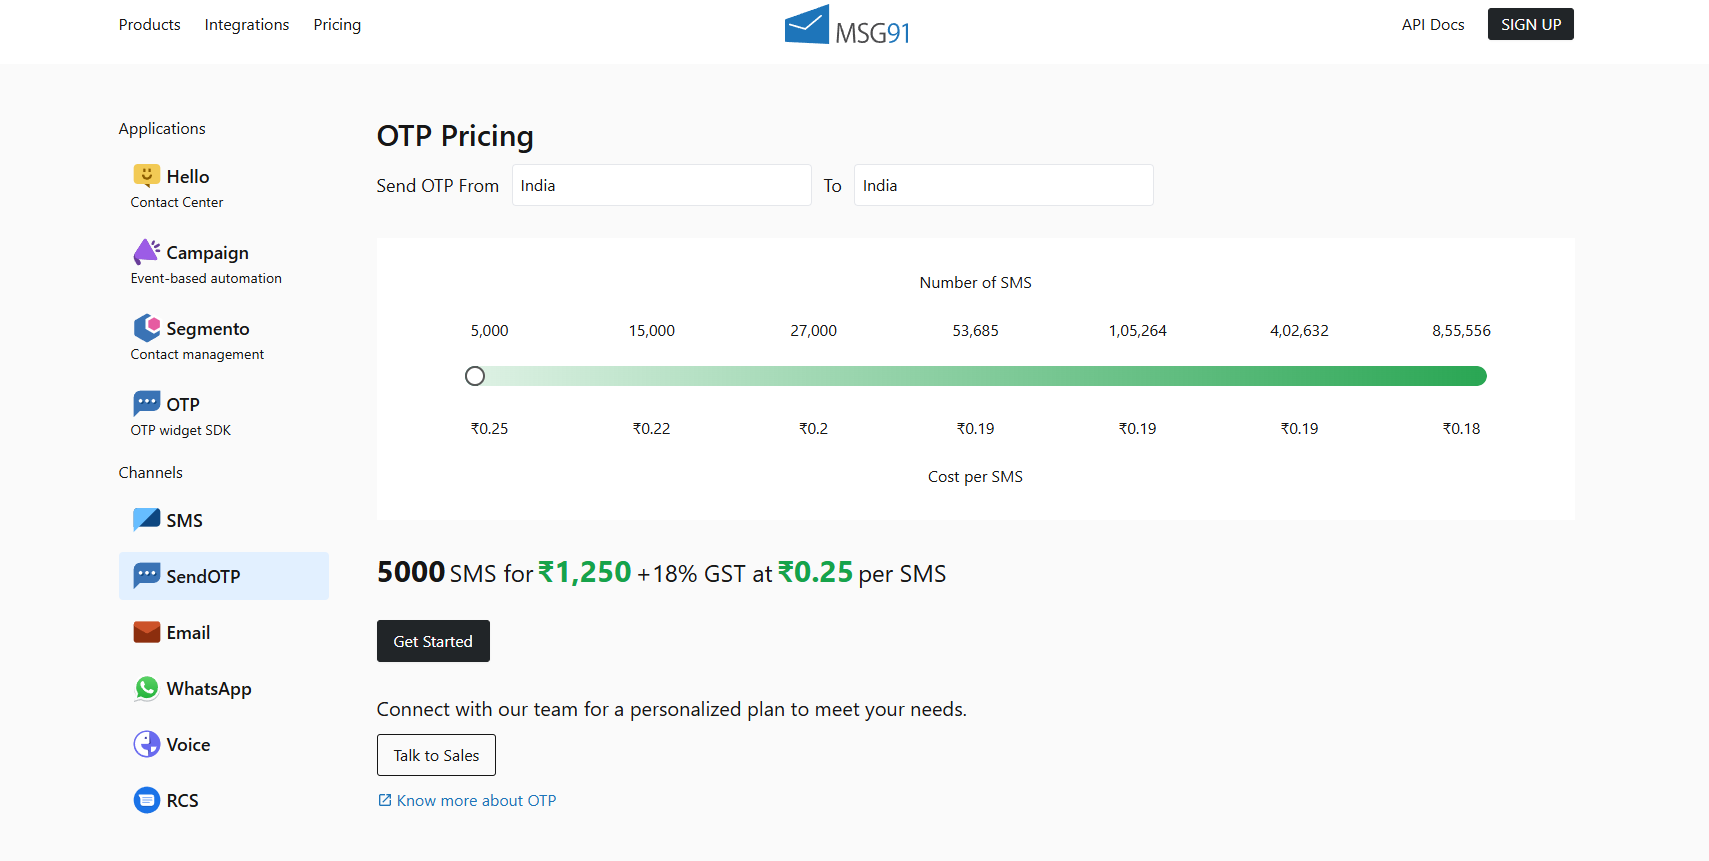 Products Integrations Pricing
MSG91
API Docs SIGN UP
Applications
Hello
Contact Center
Campaign
Event-based automation
Segmento
Contact management
OTP
OTP widget SDK
Channels
SMS
SendOTP
Email
WhatsApp
Voice
RCS
OTP Pricing
Send OTP From India To India
Number of SMS
5,000 15,000 27,000 53,685 1,05,264 4,02,632 8,55,556
₹0.25 ₹0.22 ₹0.2 ₹0.19 ₹0.19 ₹0.19 ₹0.18
Cost per SMS
5000 SMS for ₹1,250 +18% GST at ₹0.25 per SMS
Get Started
Connect with our team for a personalized plan to meet your needs.
Talk to Sales
Know more about OTP